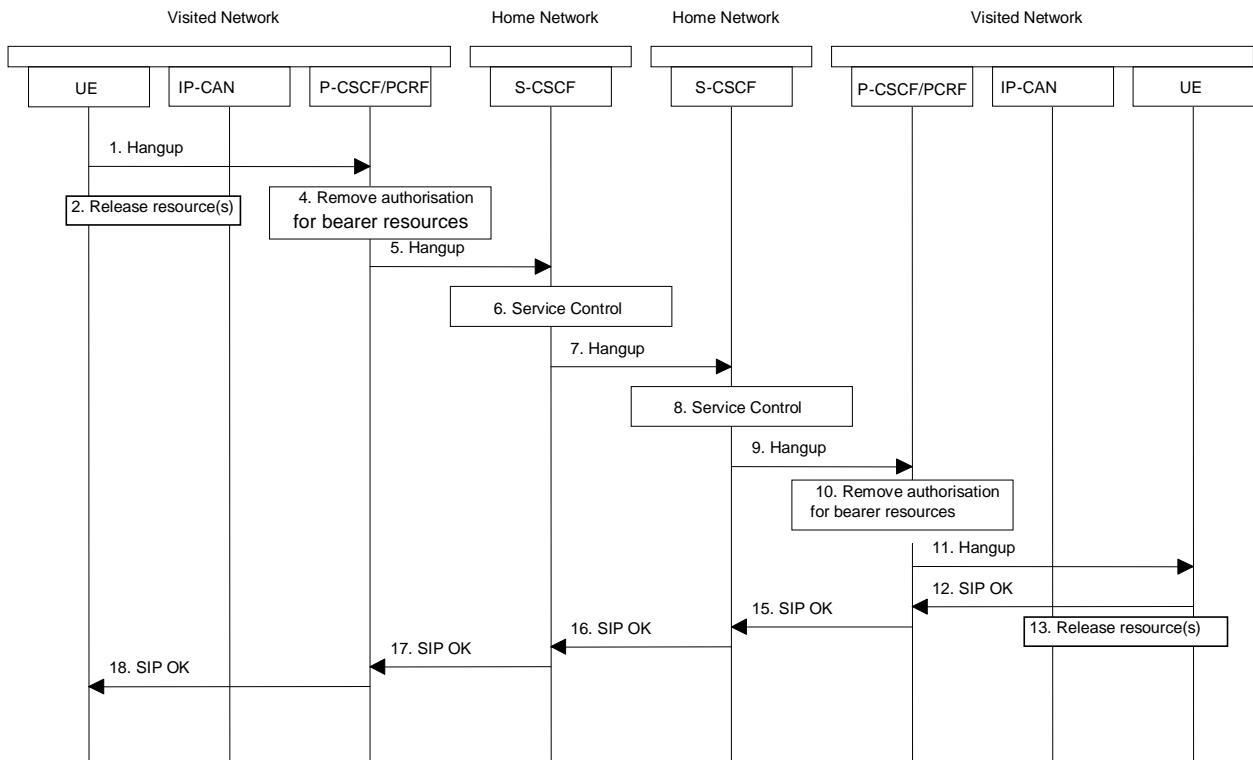 Visited Network
Home Network
Home Network
Visited Network
UE
IP-CAN
P-CSCF/PCRF
S-CSCF
S-CSCF
P-CSCF/PCRF
IP-CAN
UE
1. Hangup
2. Release resource(s)
4. Remove authorisation
for bearer resources
5. Hangup
6. Service Control
7. Hangup
8. Service Control
9. Hangup
10. Remove authorisation
for bearer resources
11. Hangup
12. SIP OK
13. Release resource(s)
15. SIP OK
16. SIP OK
17. SIP OK
18. SIP OK